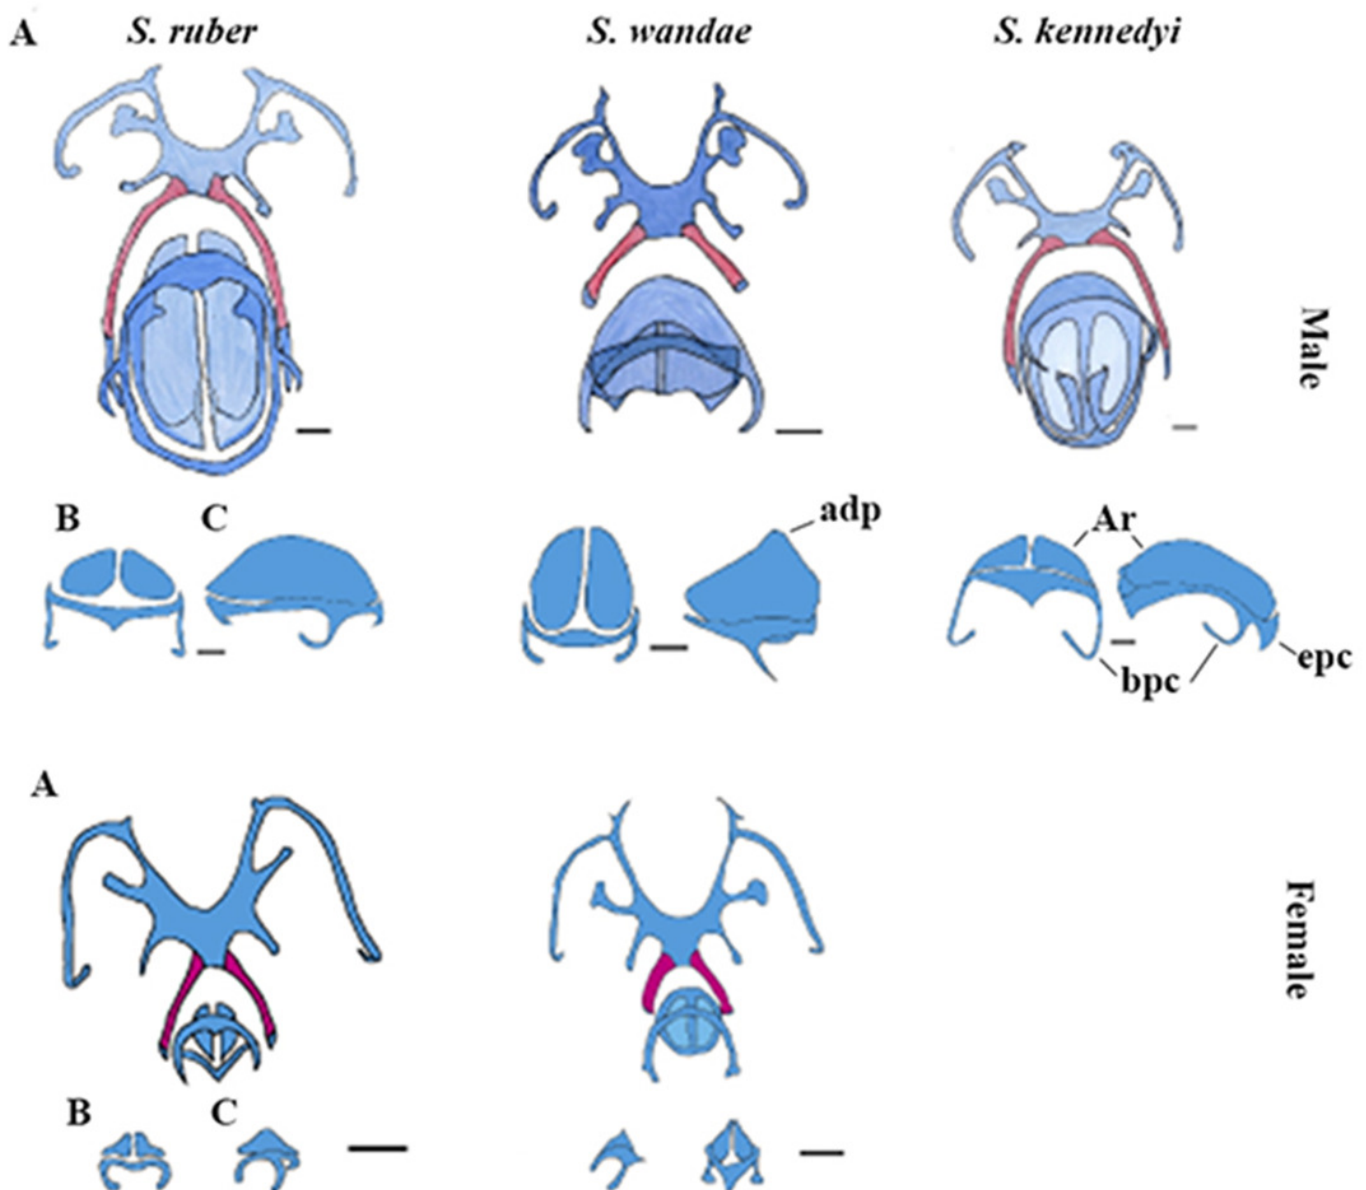 A S. ruber S. wandae S. kennedyi
Male
B C adp Ar
epc
bpc
A
Female
B C